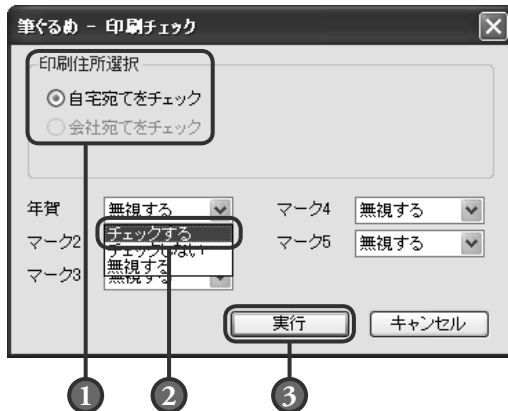 筆ぐるめ - 印刷チェック
印刷住所選択
自宅宛てをチェック
会社宛てをチェック
年賀 無視する マーク4 無視する
チェックする
マーク2 チェックしない マーク5 無視する
無視する
マーク3 無視する
実行 キャンセル
1 2 3